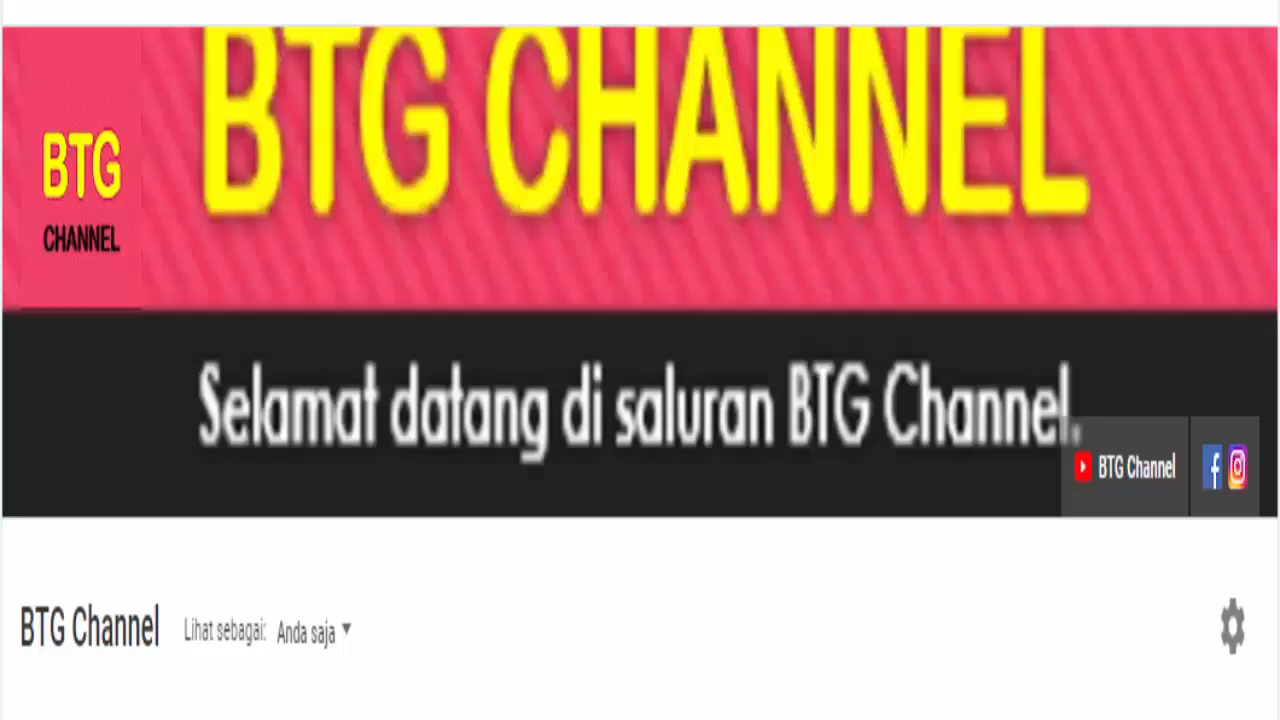 BTG CHANNEL
BTG
CHANNEL
Selamat datang di saluran BTG Channel.
BTG Channel
BTG Channel Lihat sebagai: Anda saja